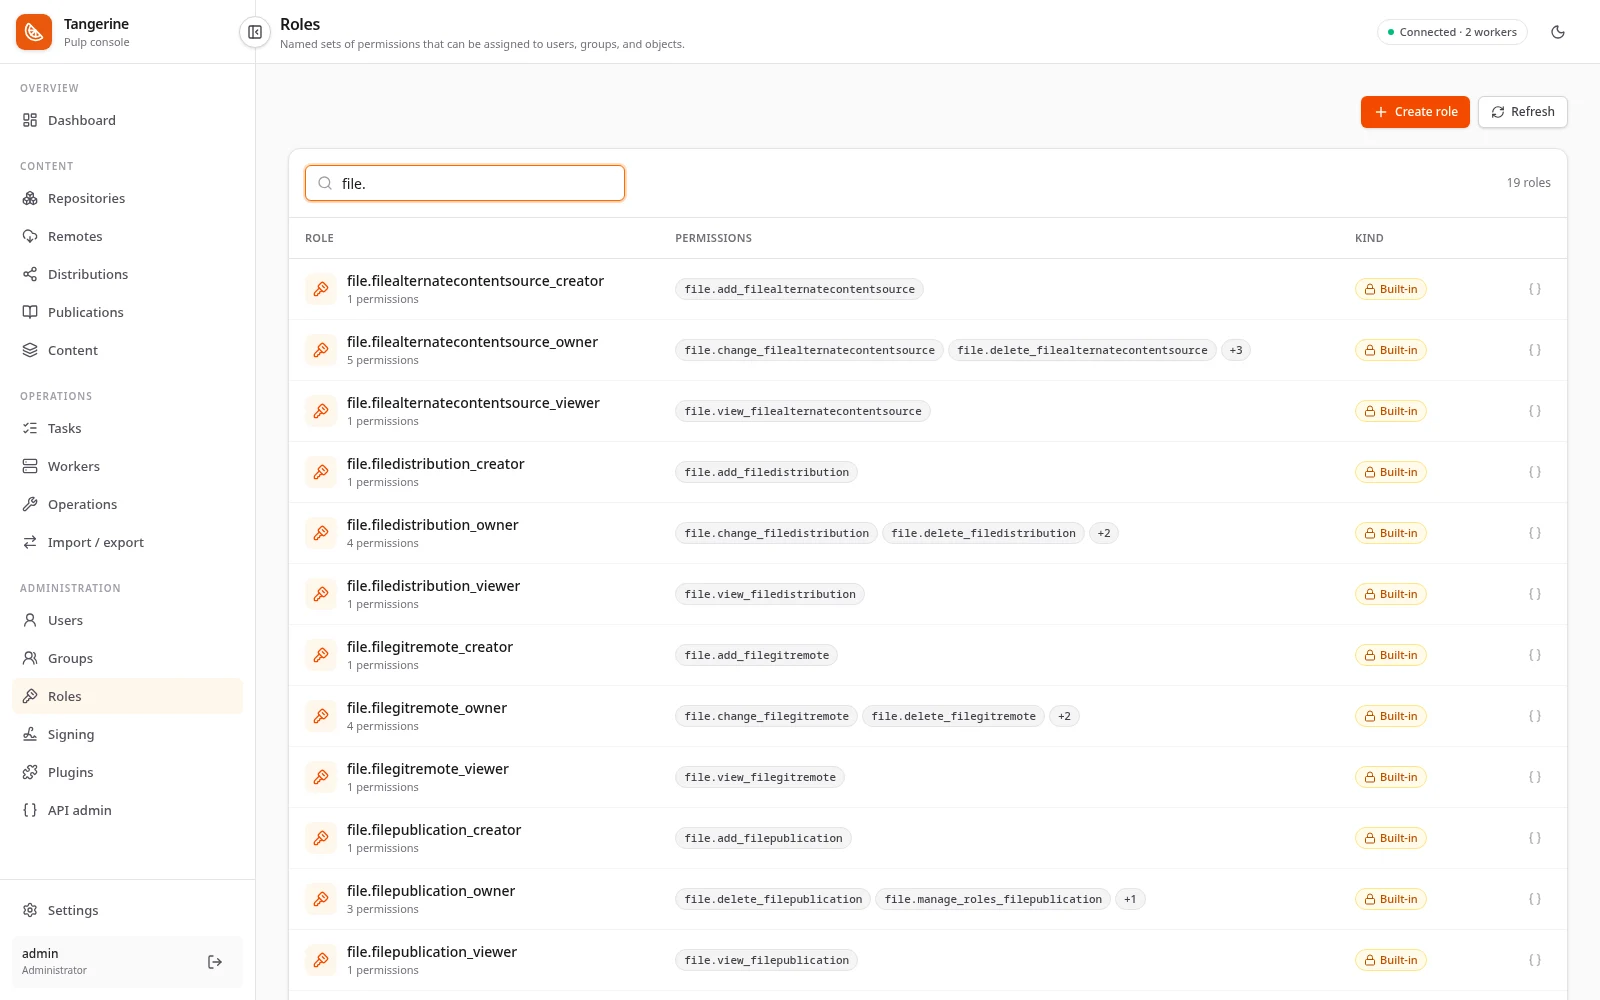 Tangerine
Pulp console
Roles
Named sets of permissions that can be assigned to users, groups, and objects.
Connected · 2 workers
OVERVIEW
Dashboard
CONTENT
Repositories
Remotes
Distributions
Publications
Content
OPERATIONS
Tasks
Workers
Operations
Import / export
ADMINISTRATION
Users
Groups
Roles
Signing
Plugins
API admin
Settings
admin
Administrator
Create role
Refresh
file.
19 roles
ROLE PERMISSIONS KIND
file.filealternatecontentsource_creator
1 permissions
file.add_filealternatecontentsource
Built-in
{ }
file.filealternatecontentsource_owner
5 permissions
file.change_filealternatecontentsource file.delete_filealternatecontentsource +3
Built-in
{ }
file.filealternatecontentsource_viewer
1 permissions
file.view_filealternatecontentsource
Built-in
{ }
file.filedistribution_creator
1 permissions
file.add_filedistribution
Built-in
{ }
file.filedistribution_owner
4 permissions
file.change_filedistribution file.delete_filedistribution +2
Built-in
{ }
file.filedistribution_viewer
1 permissions
file.view_filedistribution
Built-in
{ }
file.filegitremote_creator
1 permissions
file.add_filegitremote
Built-in
{ }
file.filegitremote_owner
4 permissions
file.change_filegitremote file.delete_filegitremote +2
Built-in
{ }
file.filegitremote_viewer
1 permissions
file.view_filegitremote
Built-in
{ }
file.filepublication_creator
1 permissions
file.add_filepublication
Built-in
{ }
file.filepublication_owner
3 permissions
file.delete_filepublication file.manage_roles_filepublication +1
Built-in
{ }
file.filepublication_viewer
1 permissions
file.view_filepublication
Built-in
{ }